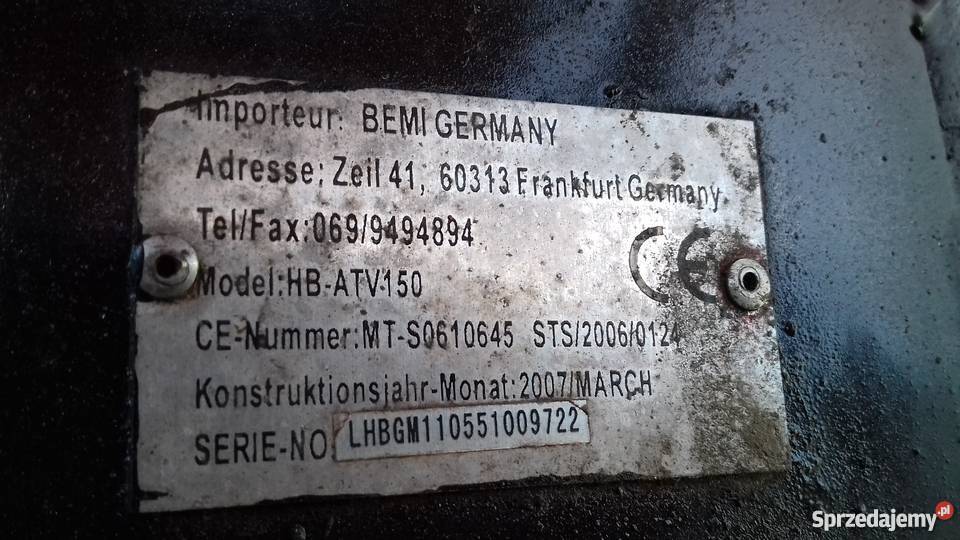 Importeur: BEMI GERMANY
Adresse: Zeil 41, 60313 Frankfurt Germany
Tel/Fax:069/9494894
CE
Model:HB-ATV150
CE-Nummer:MT-S0610645 STS/2006/0124
Konstruktionsjahr-Monat:2007/MARCH
SERIE-NO: LHBGM110551009722
Sprzedajemy.pl